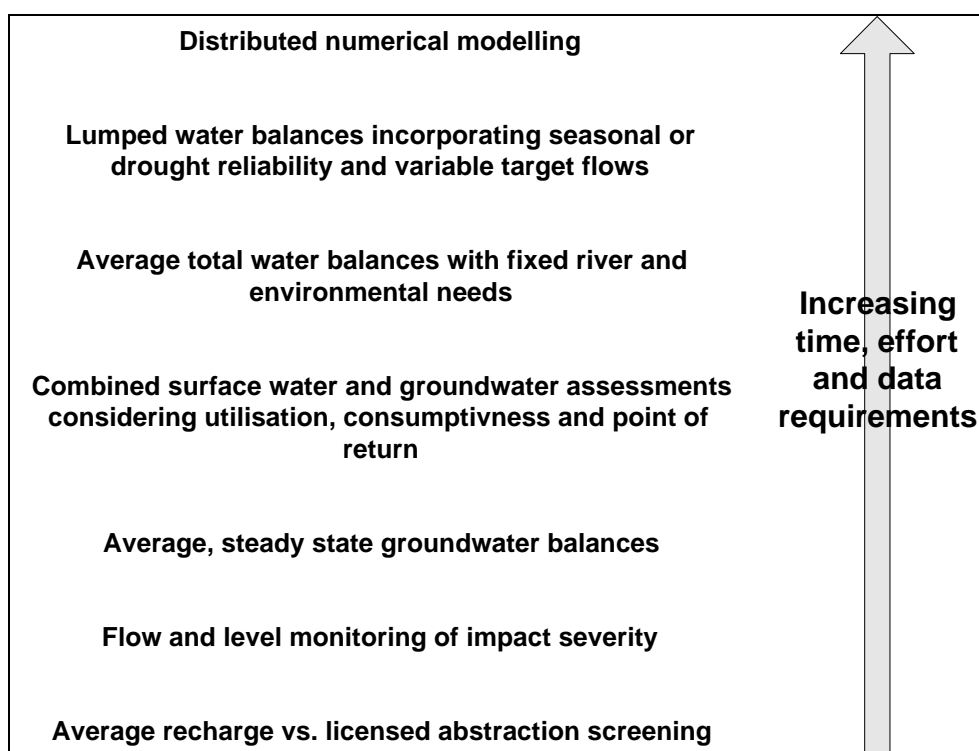 Distributed numerical modelling
Lumped water balances incorporating seasonal or
drought reliability and variable target flows
Average total water balances with fixed river and
environmental needs
Combined surface water and groundwater assessments
considering utilisation, consumptivness and point of
return
Average, steady state groundwater balances
Flow and level monitoring of impact severity
Average recharge vs. licensed abstraction screening
Increasing
time, effort
and data
requirements